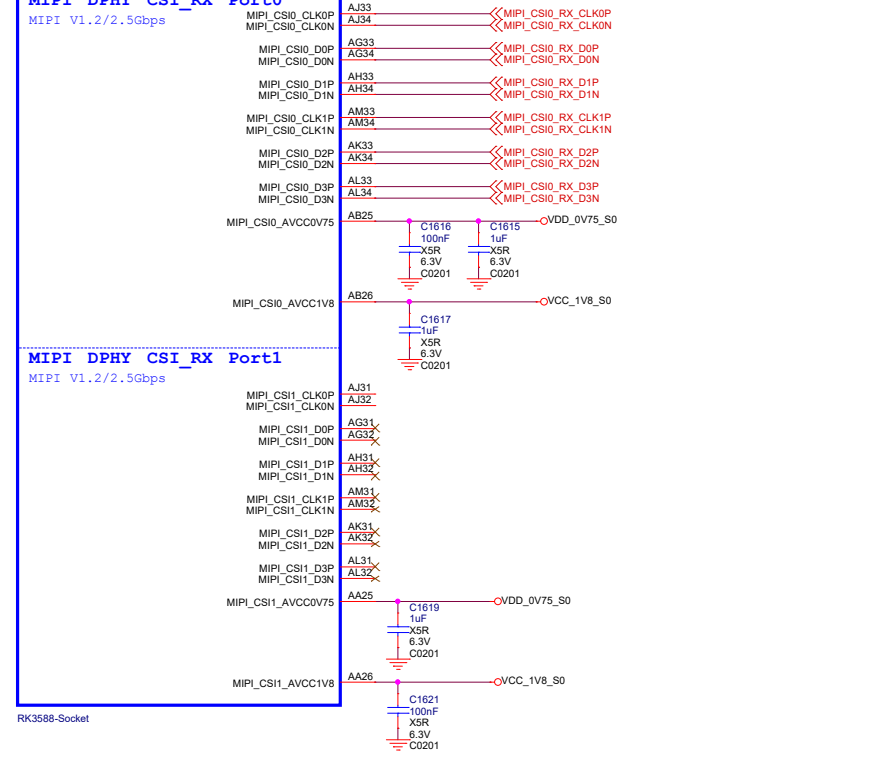 MIPI DPHY CSI_RX Port0
MIPI V1.2/2.5Gbps
MIPI_CSI0_CLK0P AJ33 MIPI_CSI0_RX_CLK0P
MIPI_CSI0_CLK0N AJ34 MIPI_CSI0_RX_CLK0N
MIPI_CSI0_D0P AG33 MIPI_CSI0_RX_D0P
MIPI_CSI0_D0N AG34 MIPI_CSI0_RX_D0N
MIPI_CSI0_D1P AH33 MIPI_CSI0_RX_D1P
MIPI_CSI0_D1N AH34 MIPI_CSI0_RX_D1N
MIPI_CSI0_CLK1P AM33 MIPI_CSI0_RX_CLK1P
MIPI_CSI0_CLK1N AM34 MIPI_CSI0_RX_CLK1N
MIPI_CSI0_D2P AK33 MIPI_CSI0_RX_D2P
MIPI_CSI0_D2N AK34 MIPI_CSI0_RX_D2N
MIPI_CSI0_D3P AL33 MIPI_CSI0_RX_D3P
MIPI_CSI0_D3N AL34 MIPI_CSI0_RX_D3N
MIPI_CSI0_AVCC0V75 AB25 VDD_0V75_S0
C1616 C1615
100nF 1uF
X5R X5R
6.3V 6.3V
C0201 C0201
MIPI_CSI0_AVCC1V8 AB26 VCC_1V8_S0
C1617
1uF
X5R
6.3V
C0201
MIPI DPHY CSI_RX Port1
MIPI V1.2/2.5Gbps
MIPI_CSI1_CLK0P AJ31
MIPI_CSI1_CLK0N AJ32
MIPI_CSI1_D0P AG31
MIPI_CSI1_D0N AG32
MIPI_CSI1_D1P AH31
MIPI_CSI1_D1N AH32
MIPI_CSI1_CLK1P AM31
MIPI_CSI1_CLK1N AM32
MIPI_CSI1_D2P AK31
MIPI_CSI1_D2N AK32
MIPI_CSI1_D3P AL31
MIPI_CSI1_D3N AL32
MIPI_CSI1_AVCC0V75 AA25 VDD_0V75_S0
C1619
1uF
X5R
6.3V
C0201
MIPI_CSI1_AVCC1V8 AA26 VCC_1V8_S0
C1621
100nF
X5R
6.3V
C0201
RK3588-Socket